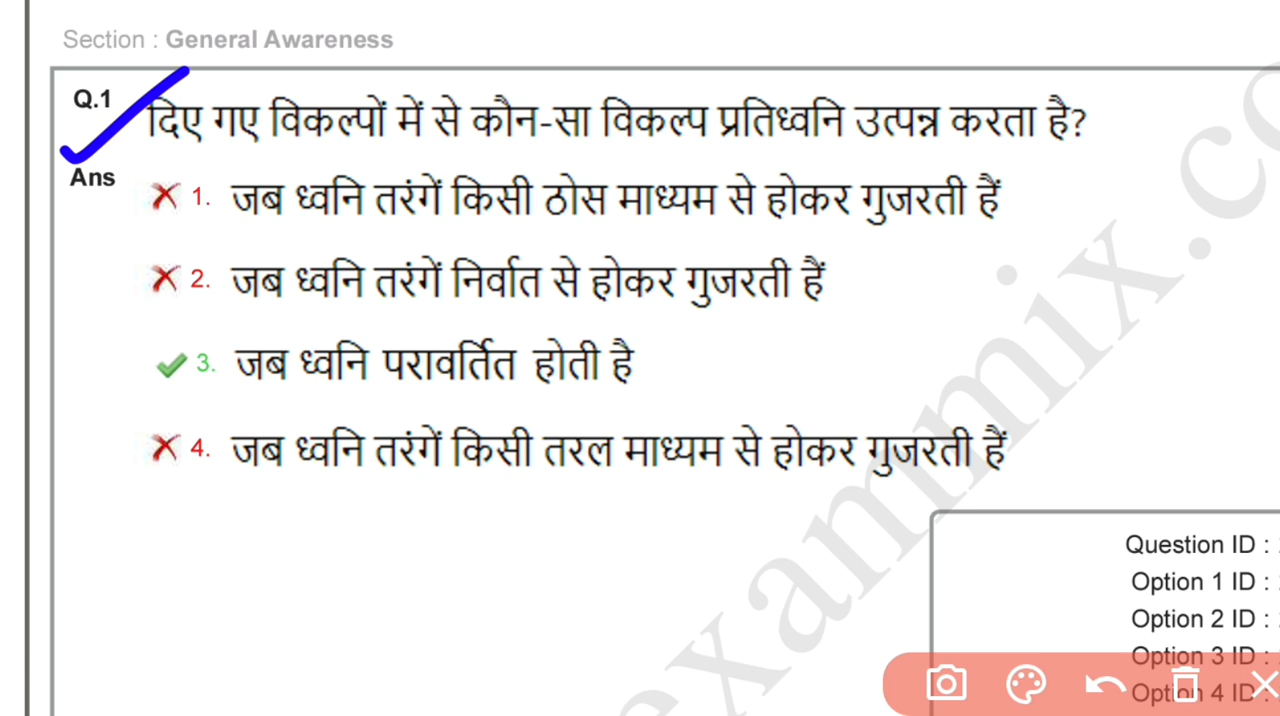 Section : General Awareness
Q.1 दिए गए विकल्पों में से कौन-सा विकल्प प्रतिध्वनि उत्पन्न करता है?
Ans
1. जब ध्वनि तरंगें किसी ठोस माध्यम से होकर गुजरती हैं
2. जब ध्वनि तरंगें निर्वात से होकर गुजरती हैं
3. जब ध्वनि परावर्तित होती है
4. जब ध्वनि तरंगें किसी तरल माध्यम से होकर गुजरती हैं
Question ID :
Option 1 ID :
Option 2 ID :
Option 3 ID :
Option 4 ID :
exammix.co